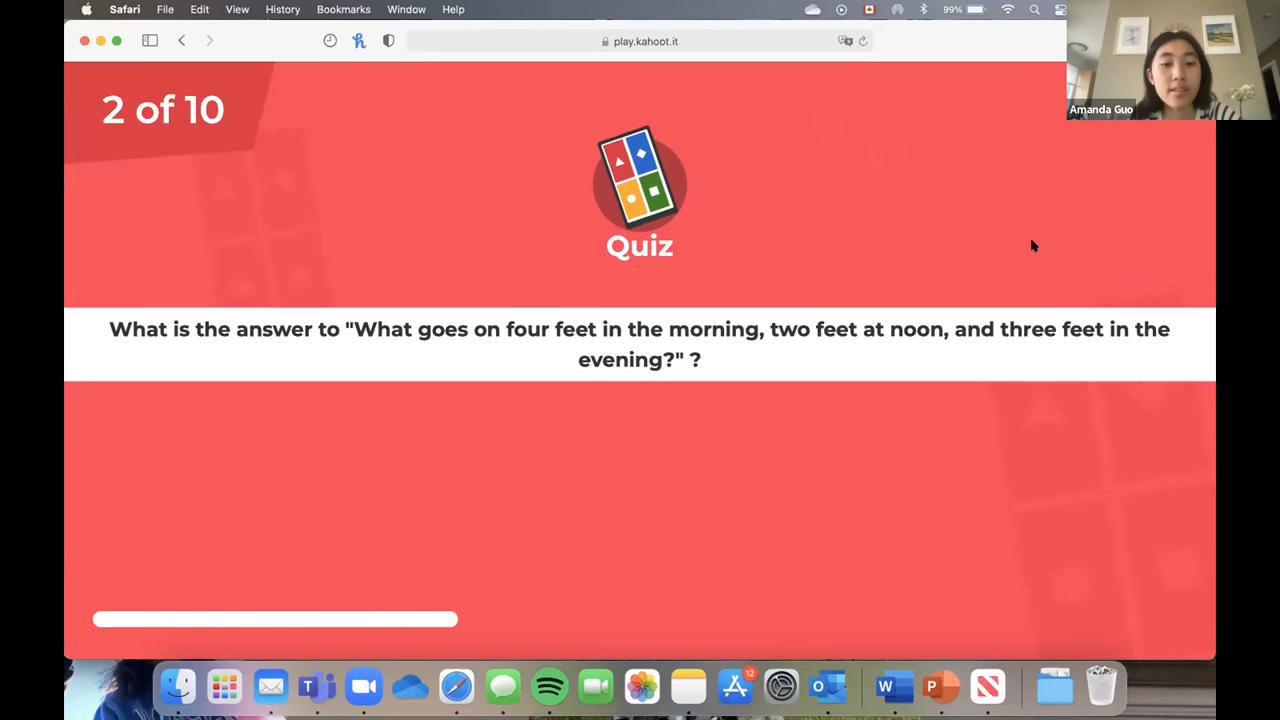 Safari File Edit View History Bookmarks Window Help 99%
play.kahoot.it
Amanda Guo
2 of 10
Quiz
What is the answer to "What goes on four feet in the morning, two feet at noon, and three feet in the
evening?" ?
12